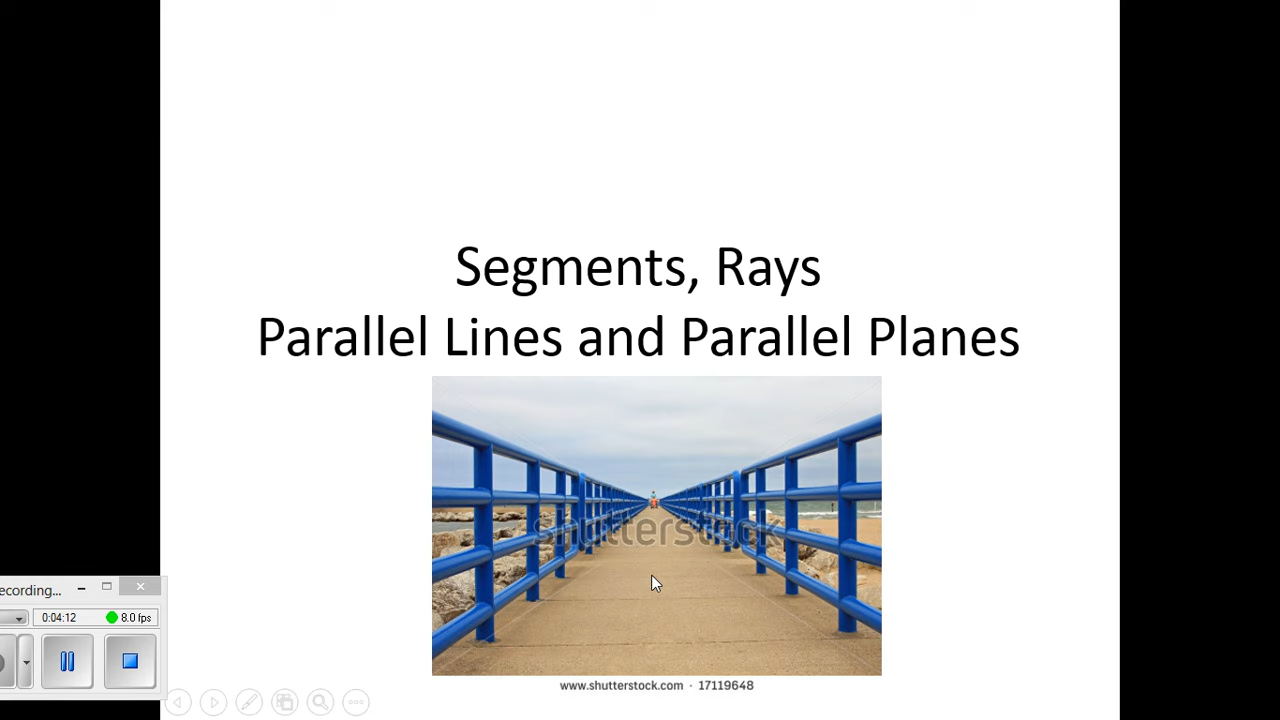 Segments, Rays
Parallel Lines and Parallel Planes
shutterstock
www.shutterstock.com · 17119648
ecording...
0:04:12 8.0 fps